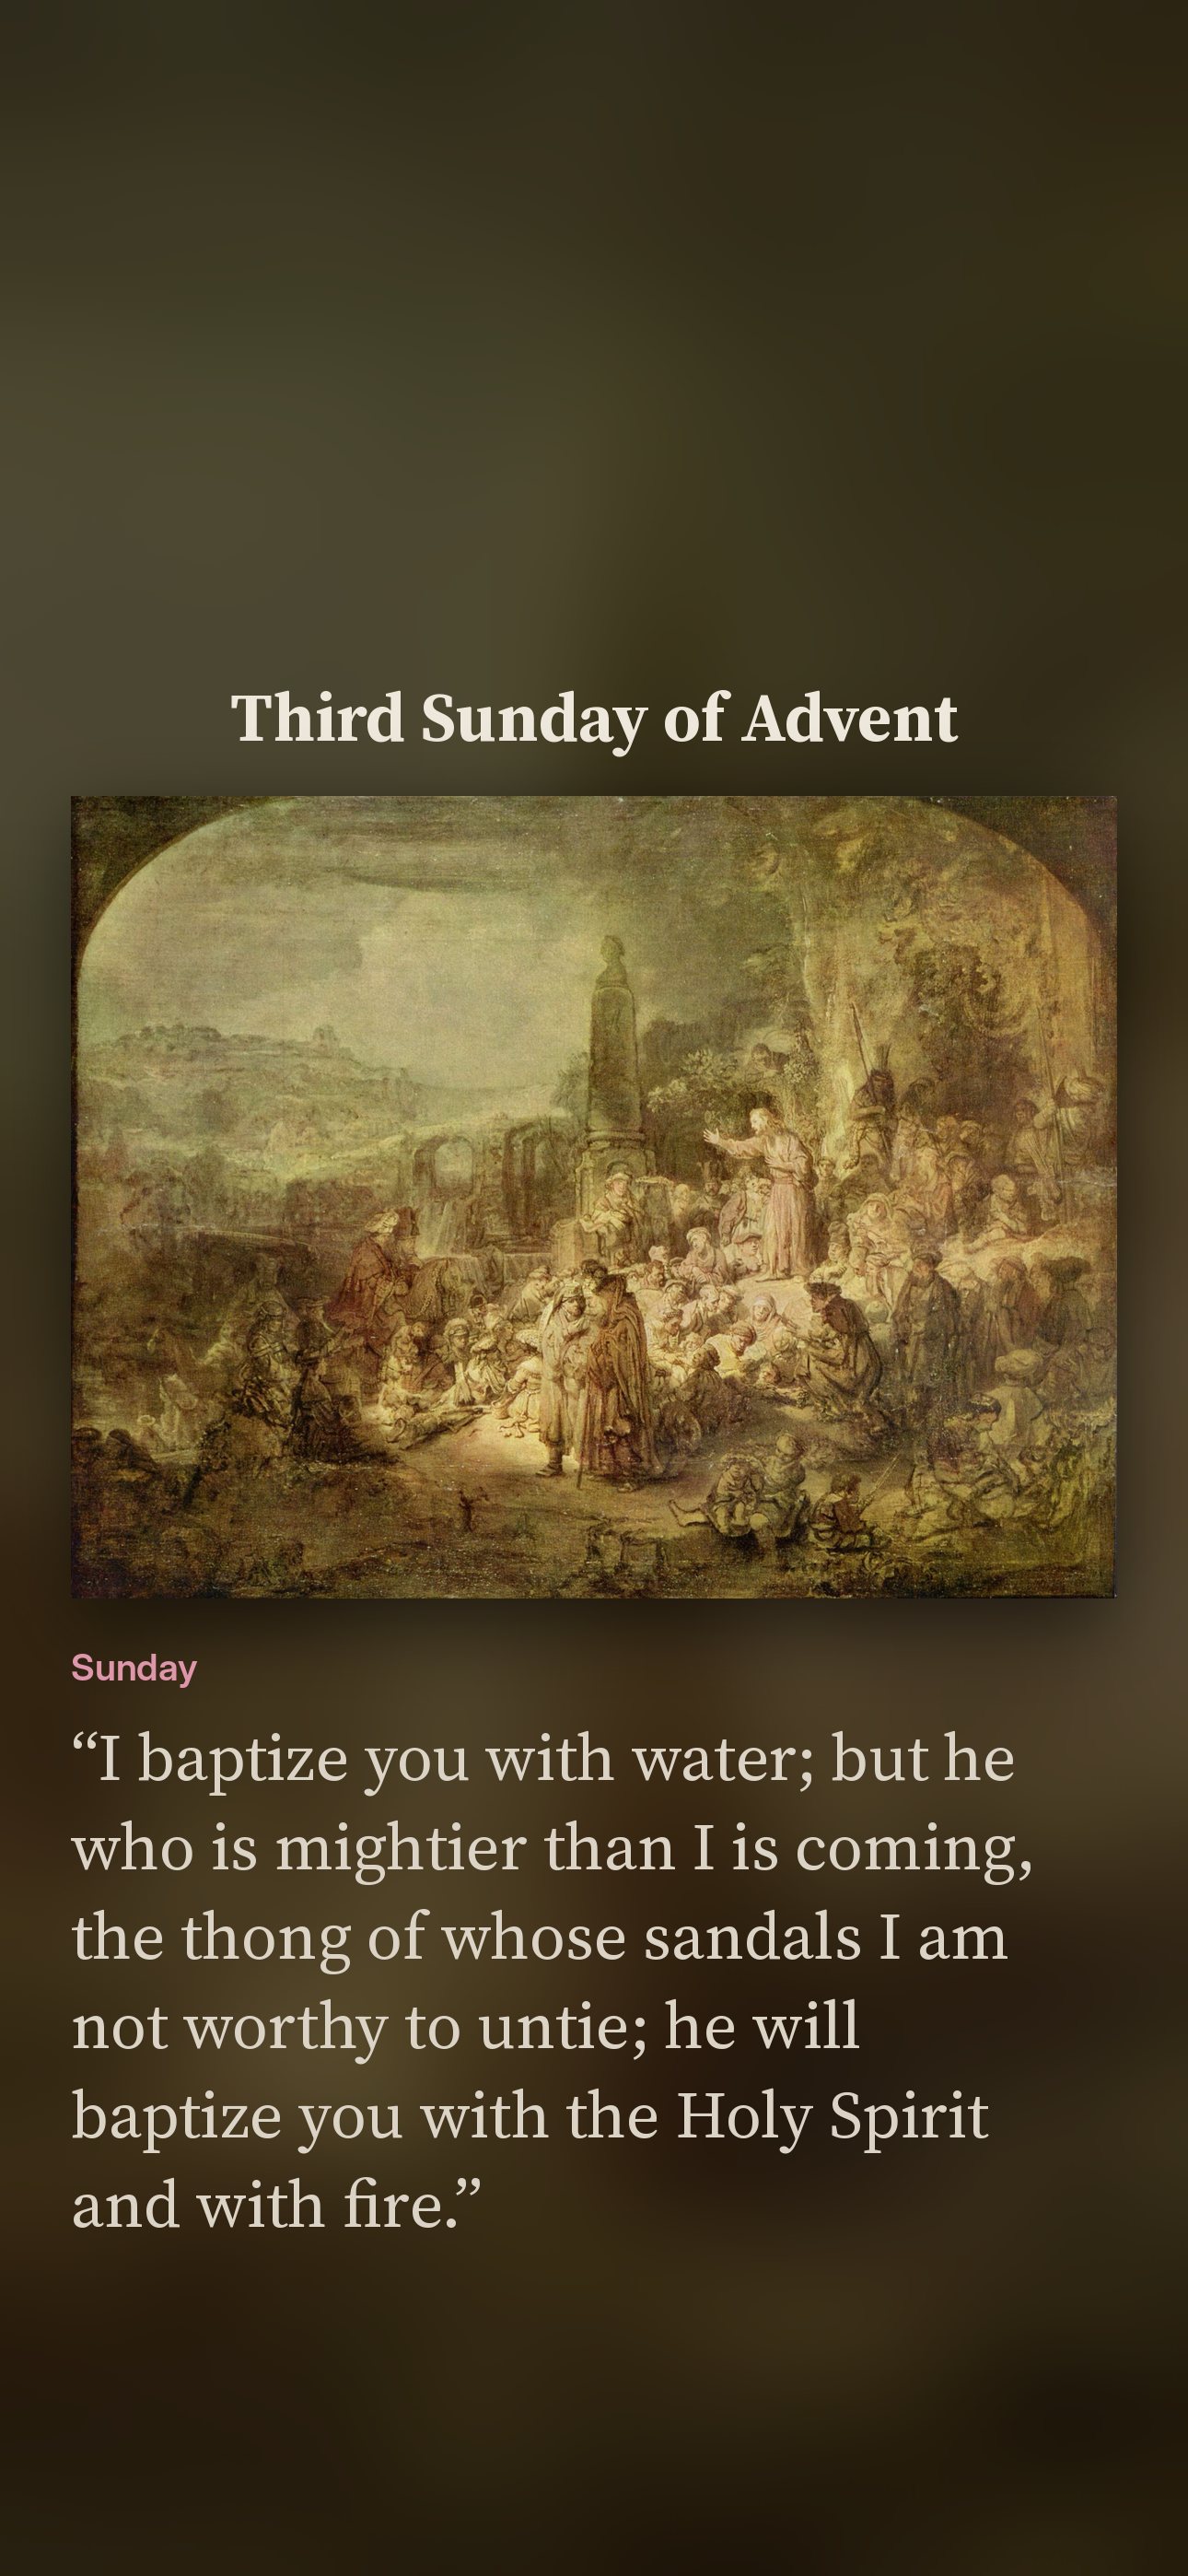 Third Sunday of Advent
Sunday
“I baptize you with water; but he
who is mightier than I is coming,
the thong of whose sandals I am
not worthy to untie; he will
baptize you with the Holy Spirit
and with fire.”